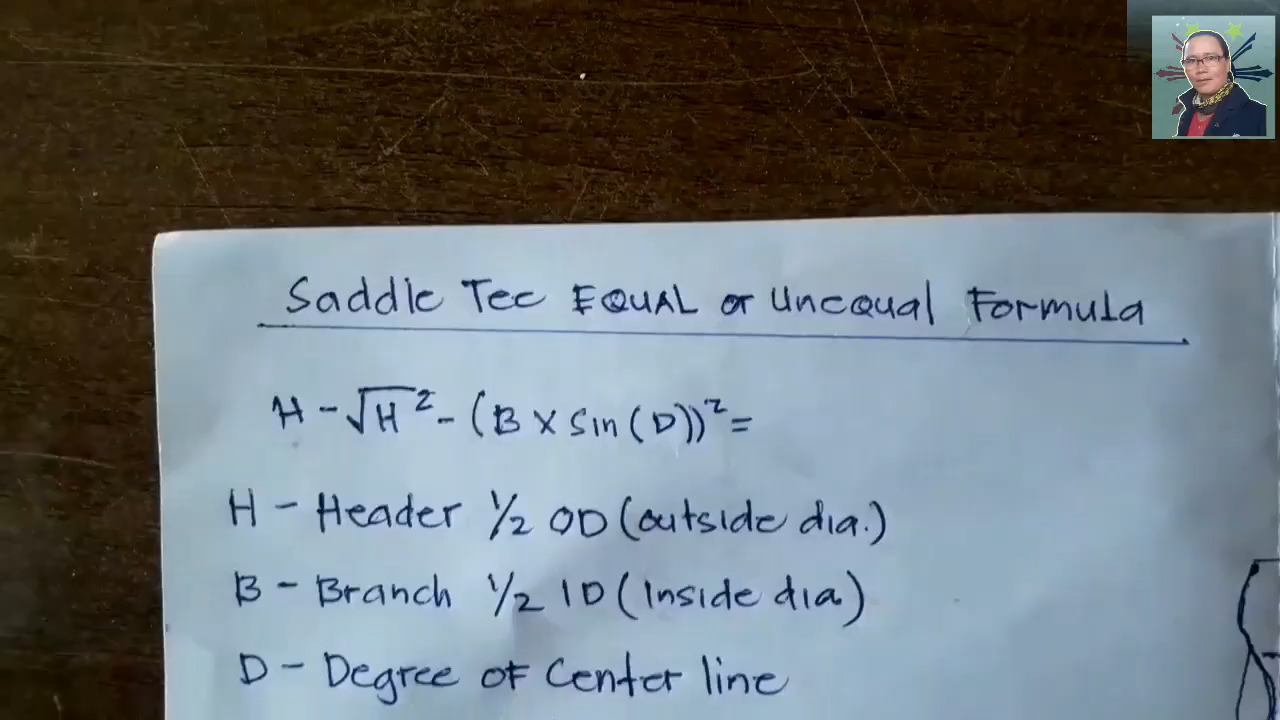 Saddle Tee EQUAL or Unequal Formula
H - √H² - (B X Sin(D))² =
H - Header 1/2 OD (outside dia.)
B - Branch 1/2 ID (Inside dia)
D - Degree of Center line